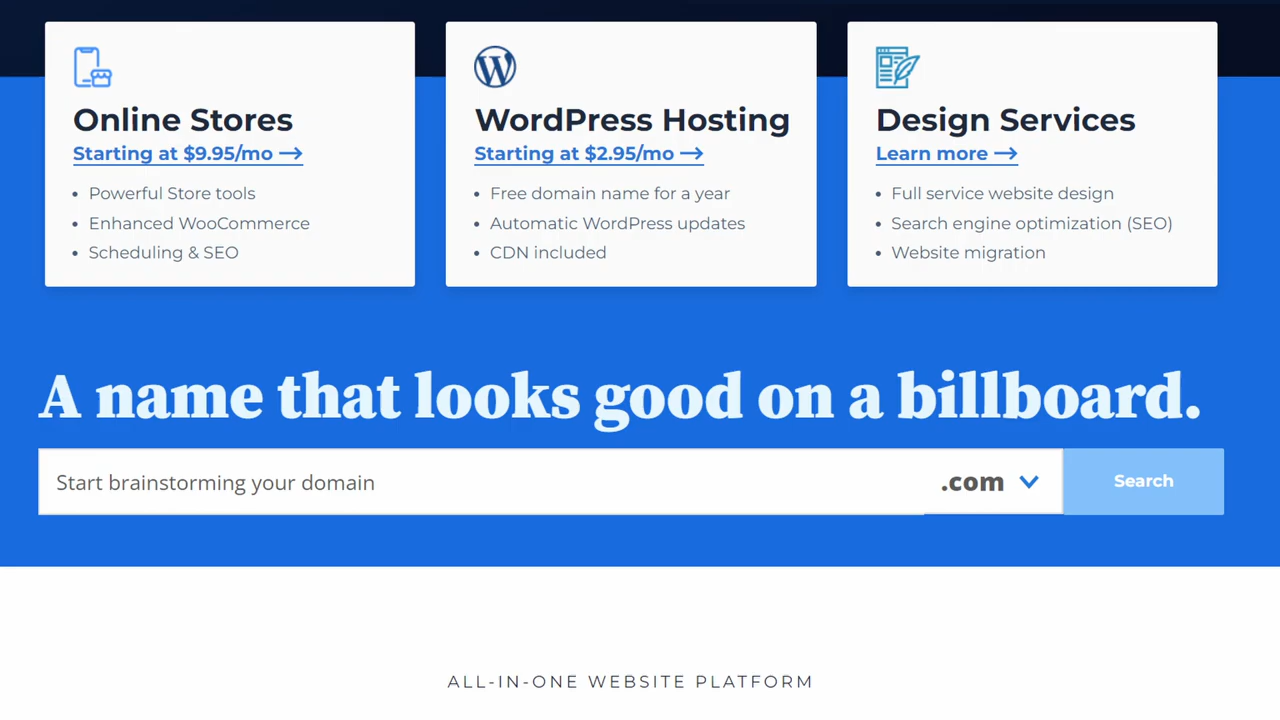 Online Stores
Starting at $9.95/mo →
• Powerful Store tools
• Enhanced WooCommerce
• Scheduling & SEO
WordPress Hosting
Starting at $2.95/mo →
• Free domain name for a year
• Automatic WordPress updates
• CDN included
Design Services
Learn more →
• Full service website design
• Search engine optimization (SEO)
• Website migration
A name that looks good on a billboard.
Start brainstorming your domain .com Search
ALL-IN-ONE WEBSITE PLATFORM